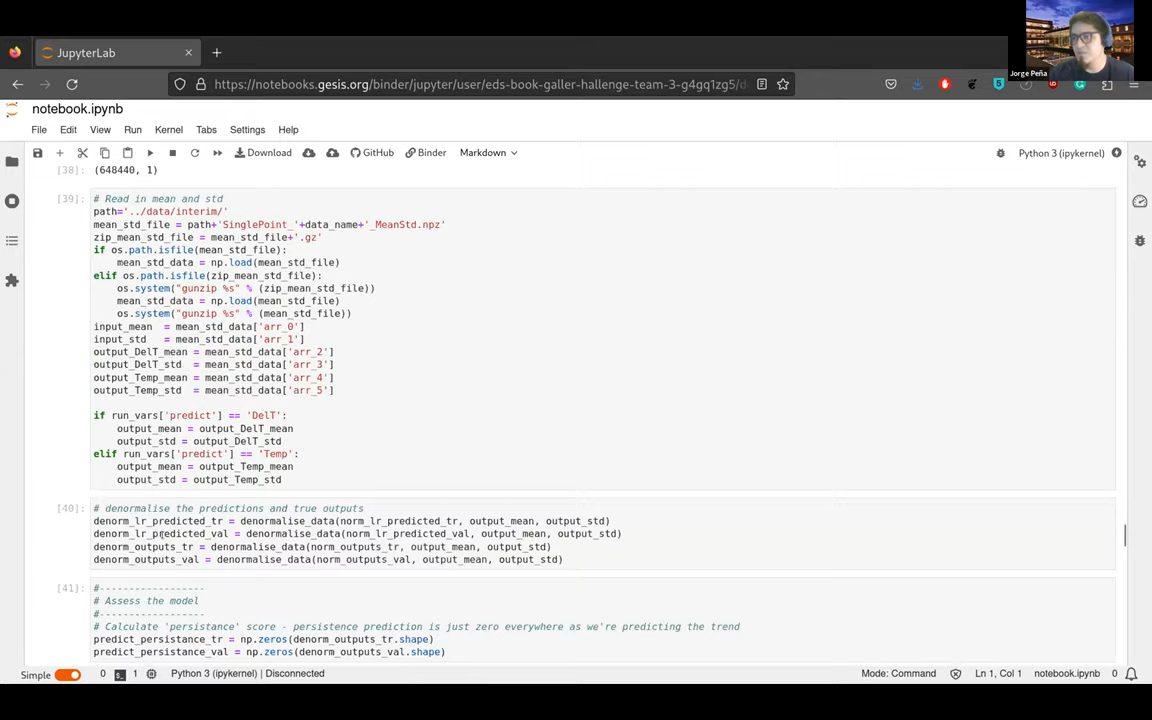 JupyterLab
Jorge Peña
https://notebooks.gesis.org/binder/jupyter/user/eds-book-galler-hallenge-team-3-g4gq1zg5/d
notebook.ipynb
File Edit View Run Kernel Tabs Settings Help
Download GitHub Binder Markdown Python 3 (ipykernel)
[38]: (648440, 1)
[39]: # Read in mean and std
path='../data/interim/'
mean_std_file = path+'SinglePoint_'+data_name+'_MeanStd.npz'
zip_mean_std_file = mean_std_file+'.gz'
if os.path.isfile(mean_std_file):
mean_std_data = np.load(mean_std_file)
elif os.path.isfile(zip_mean_std_file):
os.system("gunzip %s" % (zip_mean_std_file))
mean_std_data = np.load(mean_std_file)
os.system("gunzip %s" % (mean_std_file))
input_mean = mean_std_data['arr_0']
input_std = mean_std_data['arr_1']
output_DelT_mean = mean_std_data['arr_2']
output_DelT_std = mean_std_data['arr_3']
output_Temp_mean = mean_std_data['arr_4']
output_Temp_std = mean_std_data['arr_5']
if run_vars['predict'] == 'DelT':
output_mean = output_DelT_mean
output_std = output_DelT_std
elif run_vars['predict'] == 'Temp':
output_mean = output_Temp_mean
output_std = output_Temp_std
[40]: # denormalise the predictions and true outputs
denorm_lr_predicted_tr = denormalise_data(norm_lr_predicted_tr, output_mean, output_std)
denorm_lr_predicted_val = denormalise_data(norm_lr_predicted_val, output_mean, output_std)
denorm_outputs_tr = denormalise_data(norm_outputs_tr, output_mean, output_std)
denorm_outputs_val = denormalise_data(norm_outputs_val, output_mean, output_std)
[41]: #------------------
# Assess the model
#------------------
# Calculate 'persistance' score - persistence prediction is just zero everywhere as we're predicting the trend
predict_persistance_tr = np.zeros(denorm_outputs_tr.shape)
predict_persistance_val = np.zeros(denorm_outputs_val.shape)
Simple 0 1 Python 3 (ipykernel) | Disconnected Mode: Command Ln 1, Col 1 notebook.ipynb 0